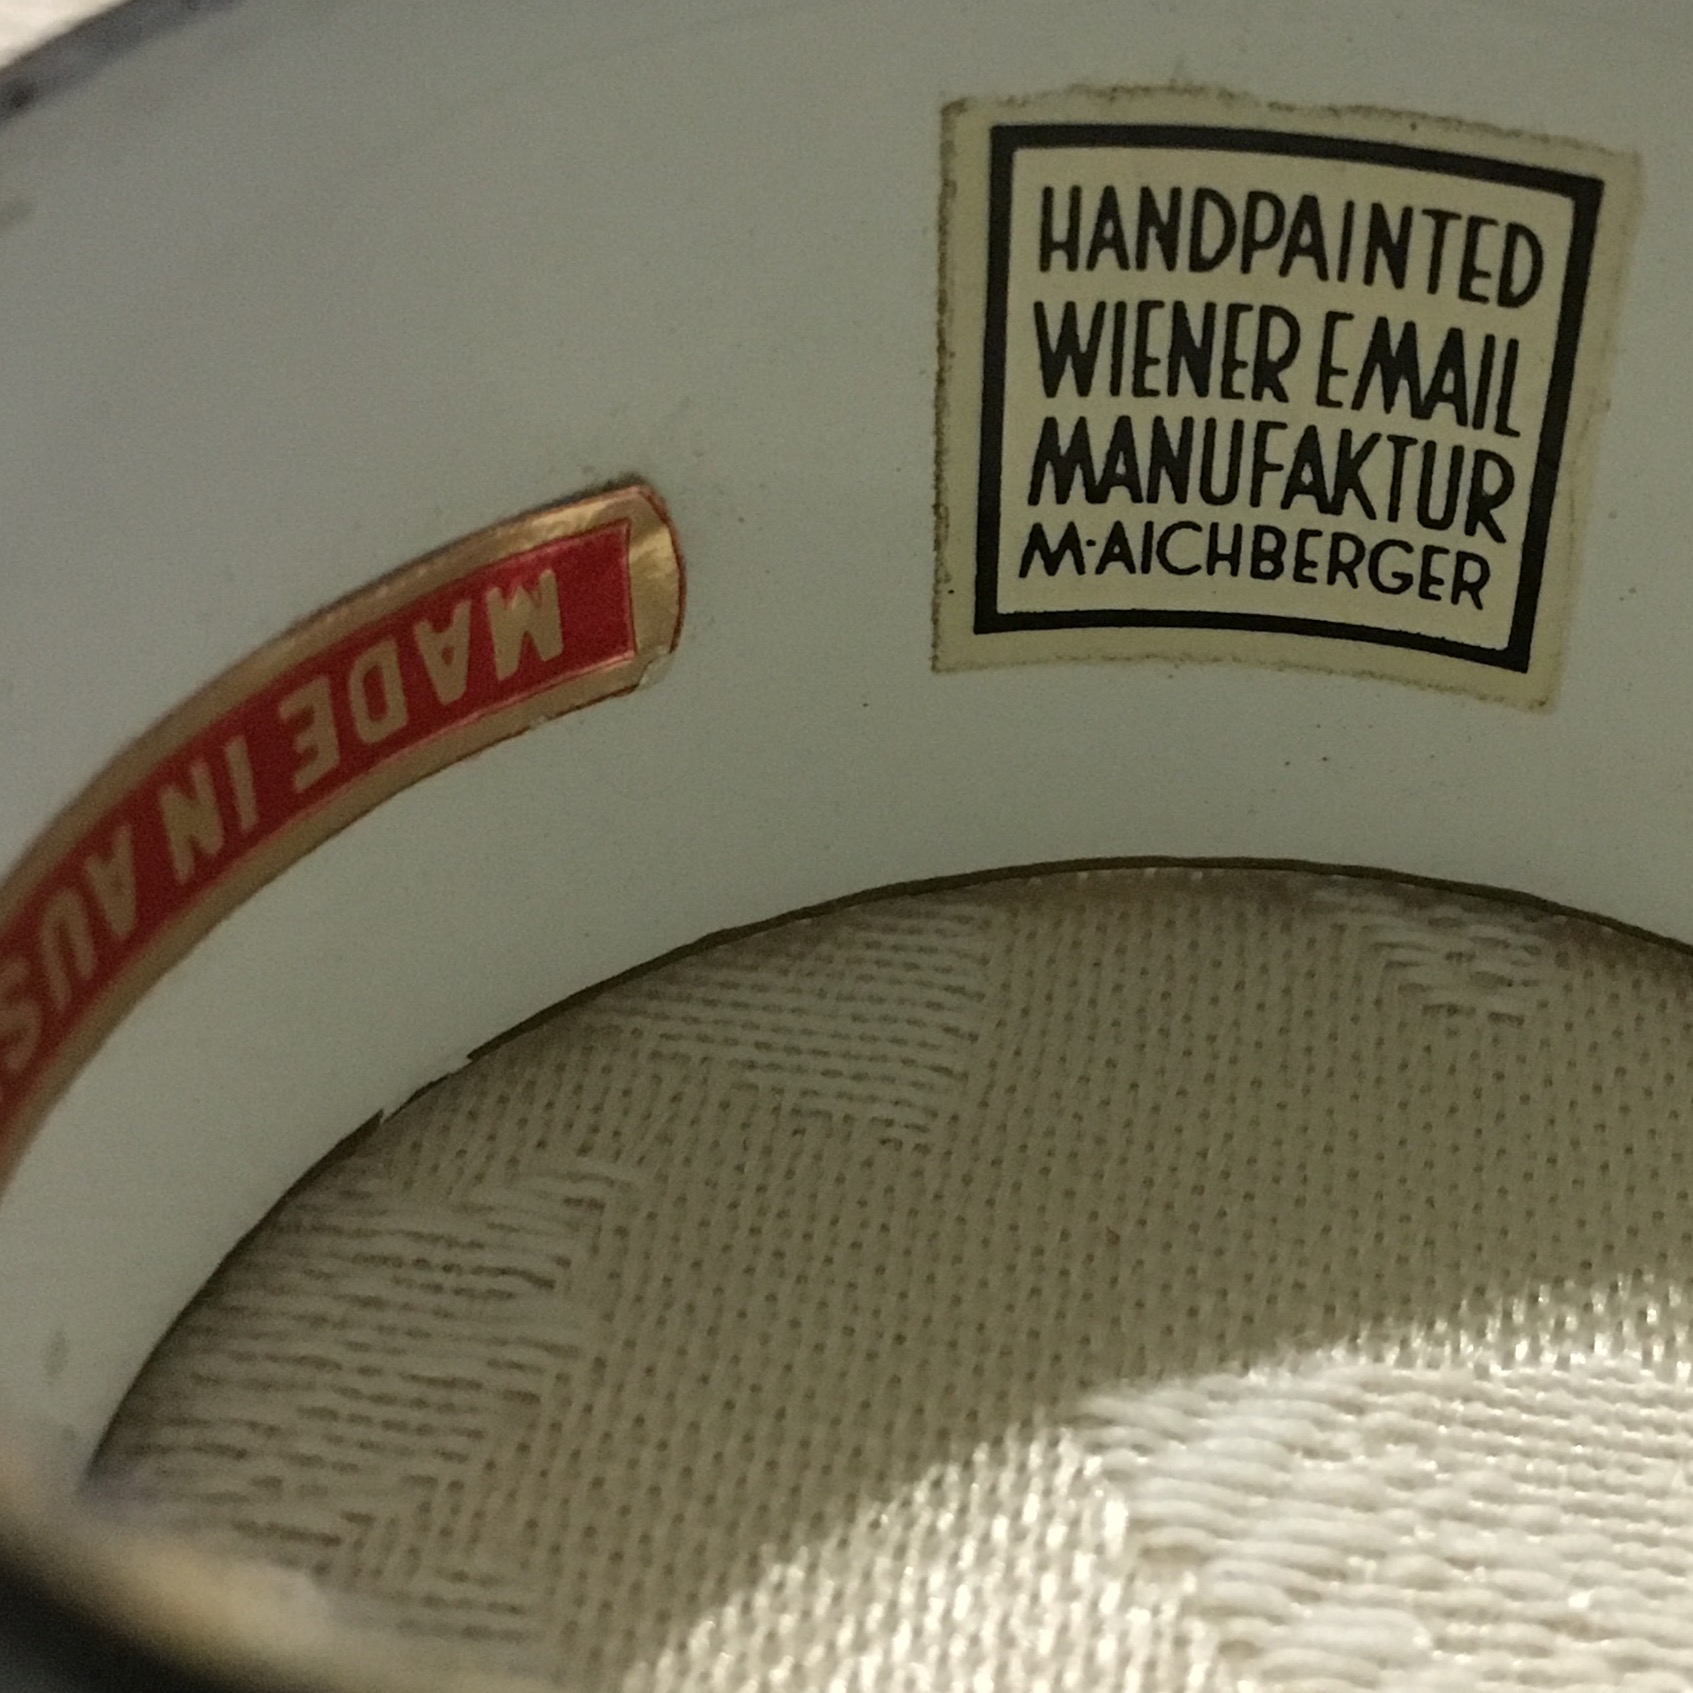 HANDPAINTED
WIENER EMAIL
MANUFAKTUR
M·AICHBERGER
MADE IN AUS